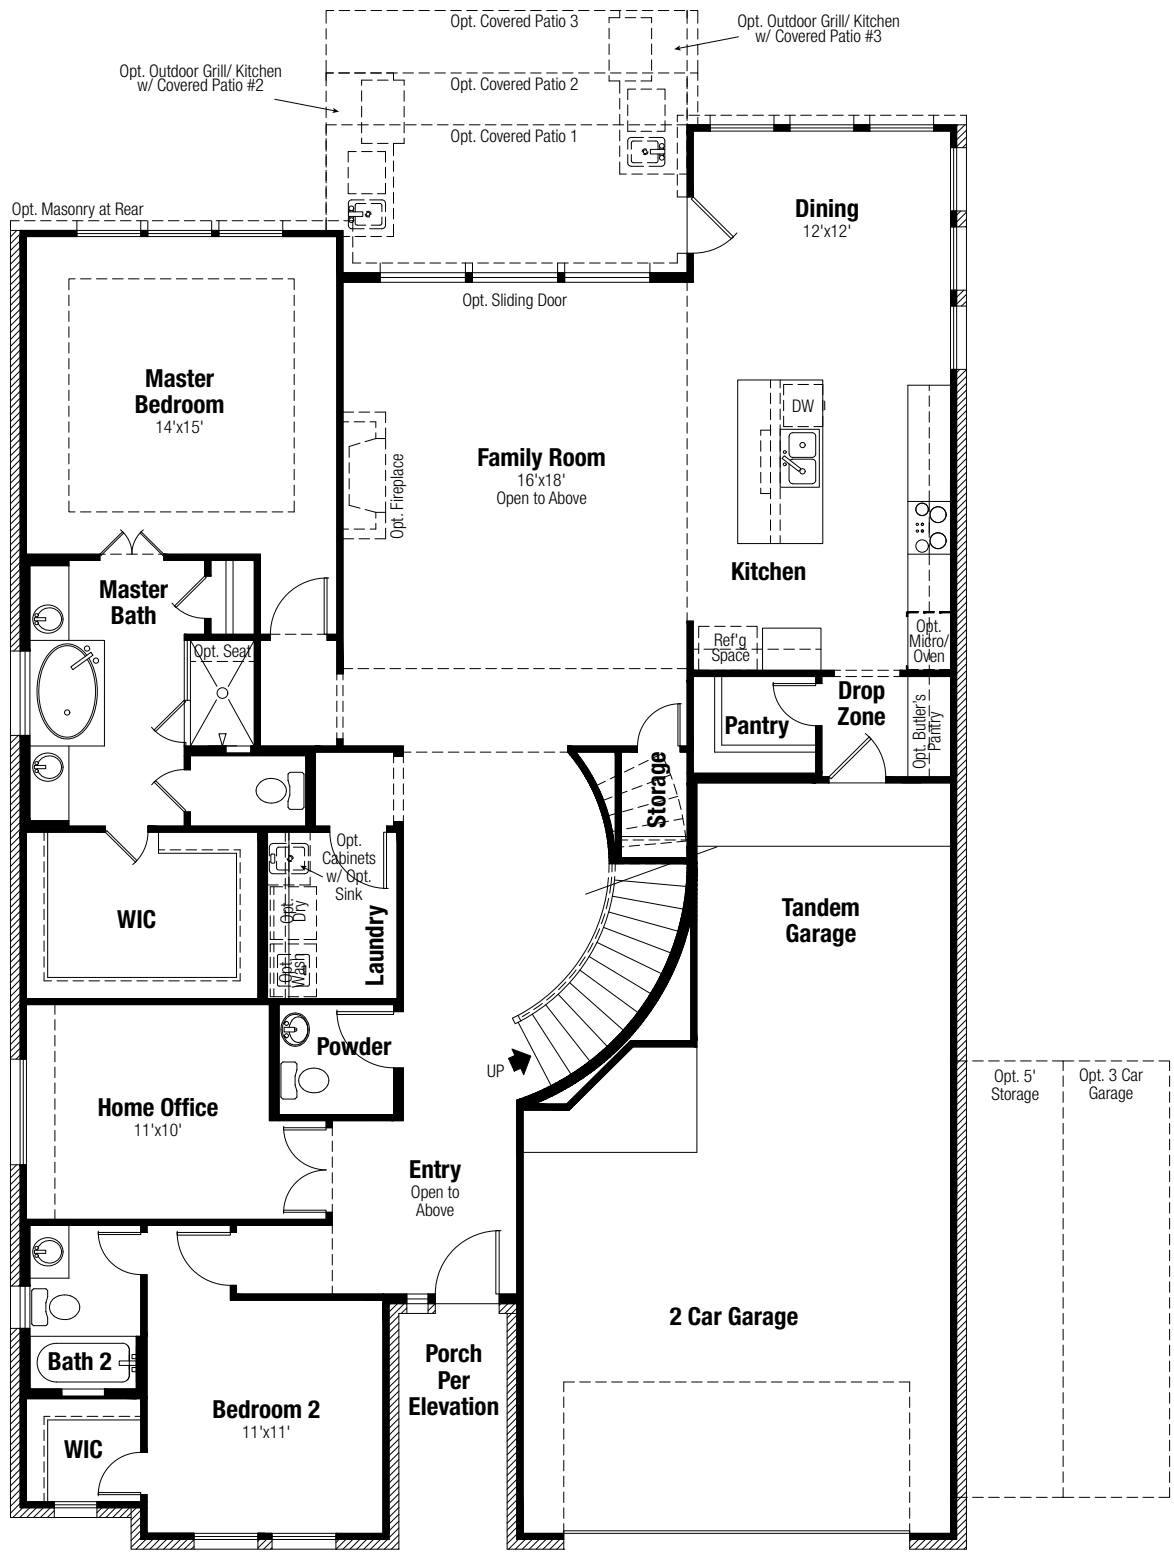 Opt. Covered Patio 3
Opt. Outdoor Grill/ Kitchen
w/ Covered Patio #3
Opt. Outdoor Grill/ Kitchen
w/ Covered Patio #2
Opt. Covered Patio 2
Opt. Covered Patio 1
Opt. Masonry at Rear
Dining
12'x12'
Opt. Sliding Door
Master
Bedroom
14'x15'
DW
Family Room
16'x18'
Open to Above
Opt. Fireplace
Kitchen
Master
Bath
Opt. Seat
Ref'g
Space
Opt.
Micro/
Oven
Pantry
Drop
Zone
Opt. Butler's
Pantry
Storage
Opt.
Cabinets
w/ Opt.
Sink
Opt.
Dry
Opt.
Wash
Laundry
WIC
Tandem
Garage
Powder
UP
Home Office
11'x10'
Opt. 5'
Storage
Opt. 3 Car
Garage
Entry
Open to
Above
2 Car Garage
Porch
Per
Elevation
Bath 2
Bedroom 2
11'x11'
WIC